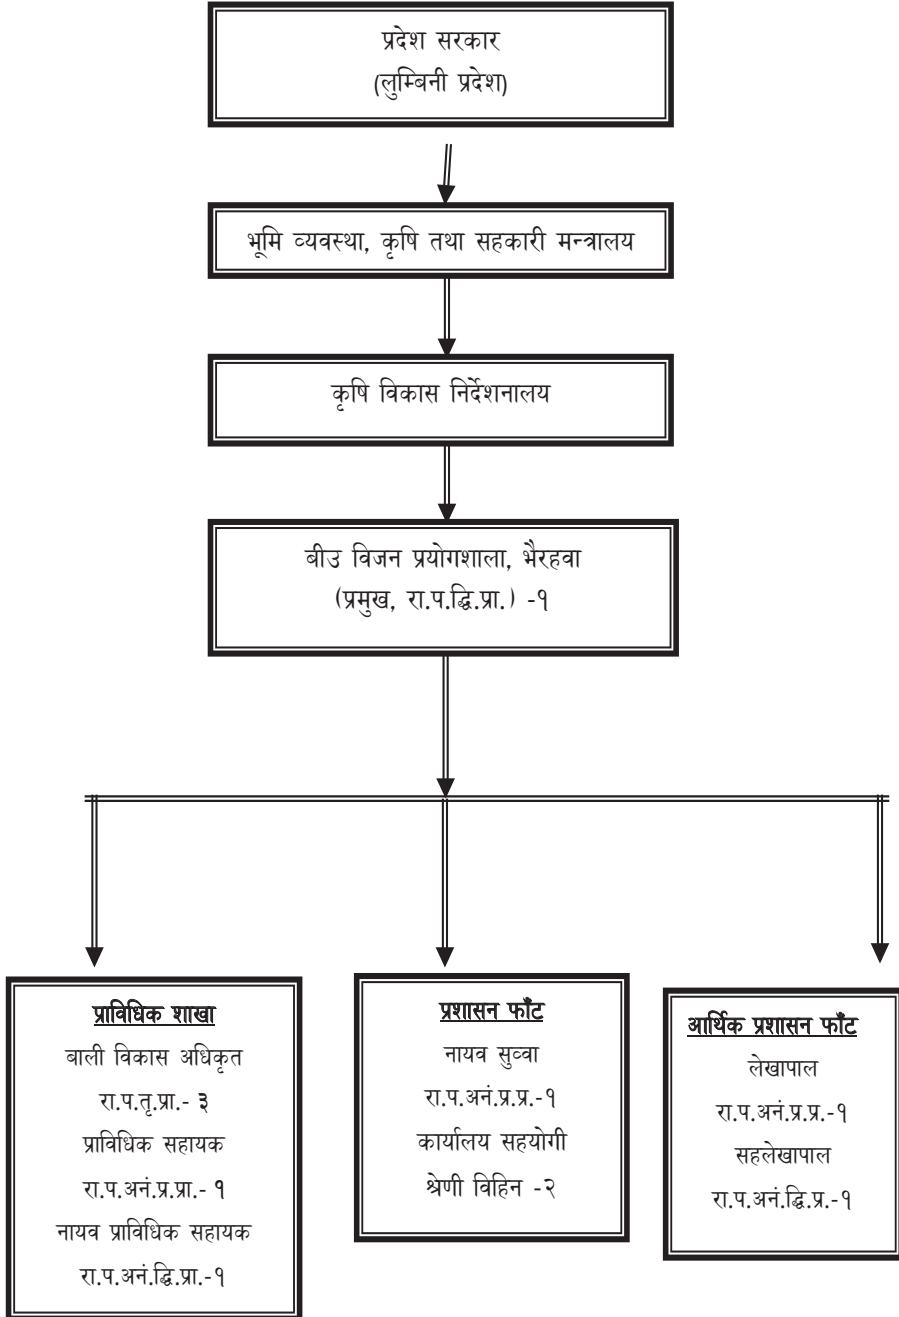 प्रदेश सरकार
(लुम्बिनी प्रदेश)
भूमि व्यवस्था, कृषि तथा सहकारी मन्त्रालय
कृषि विकास निर्देशनालय
बीउ विजन प्रयोगशाला, भैरहवा
(प्रमुख, रा.प.द्धि.प्रा.) -१
प्राविधिक शाखा
बाली विकास अधिकृत
रा.प.तृ.प्रा.- ३
प्राविधिक सहायक
रा.प.अनं.प्र.प्रा.- १
नायव प्राविधिक सहायक
रा.प.अनं.द्धि.प्रा.-१
प्रशासन फाँट
नायव सुव्वा
रा.प.अनं.प्र.प्र.-१
कार्यालय सहयोगी
श्रेणी विहिन -२
आर्थिक प्रशासन फाँट
लेखापाल
रा.प.अनं.प्र.प्र.-१
सहलेखापाल
रा.प.अनं.द्धि.प्र.-१